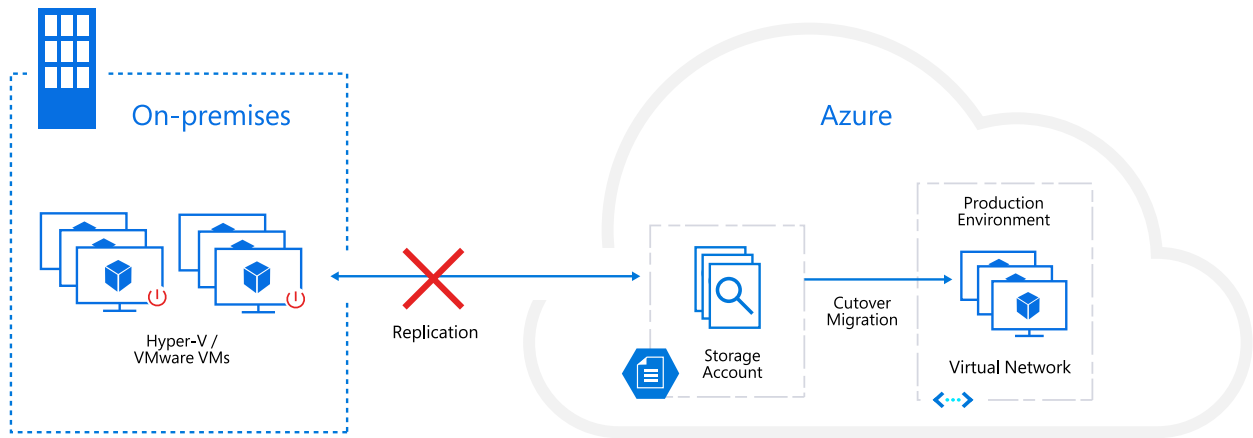 On-premises
Azure
Production
Environment
Hyper-V /
VMware VMs
Replication
Storage
Account
Cutover
Migration
Virtual Network